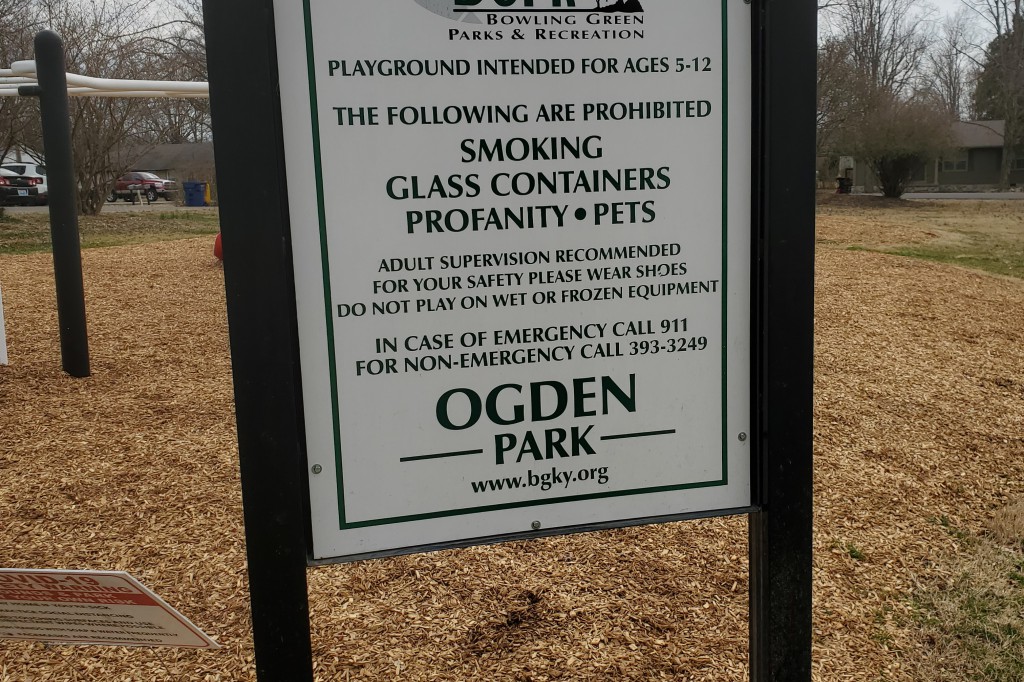 BOWLING GREEN
PARKS & RECREATION
PLAYGROUND INTENDED FOR AGES 5-12
THE FOLLOWING ARE PROHIBITED
SMOKING
GLASS CONTAINERS
PROFANITY • PETS
ADULT SUPERVISION RECOMMENDED
FOR YOUR SAFETY PLEASE WEAR SHOES
DO NOT PLAY ON WET OR FROZEN EQUIPMENT
IN CASE OF EMERGENCY CALL 911
FOR NON-EMERGENCY CALL 393-3249
OGDEN
PARK
www.bgky.org